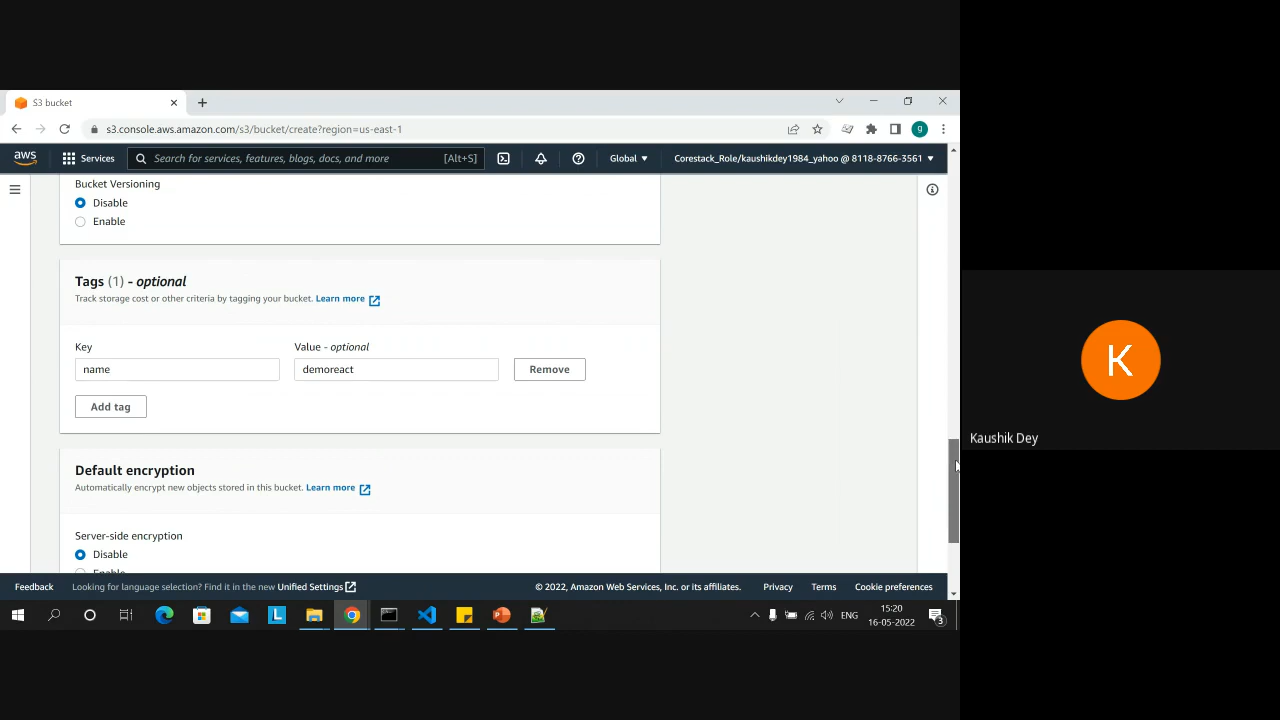 S3 bucket
s3.console.aws.amazon.com/s3/bucket/create?region=us-east-1
g
aws
Services
Search for services, features, blogs, docs, and more
[Alt+S]
Global
Corestack_Role/kaushikdey1984_yahoo @ 8118-8766-3561
Bucket Versioning
Disable
Enable
Tags (1) - optional
Track storage cost or other criteria by tagging your bucket. Learn more
Key
Value - optional
name
demoreact
Remove
Add tag
K
Kaushik Dey
Default encryption
Automatically encrypt new objects stored in this bucket. Learn more
Server-side encryption
Disable
Feedback
Looking for language selection? Find it in the new Unified Settings
© 2022, Amazon Web Services, Inc. or its affiliates.
Privacy
Terms
Cookie preferences
L
ENG
15:20
16-05-2022
3